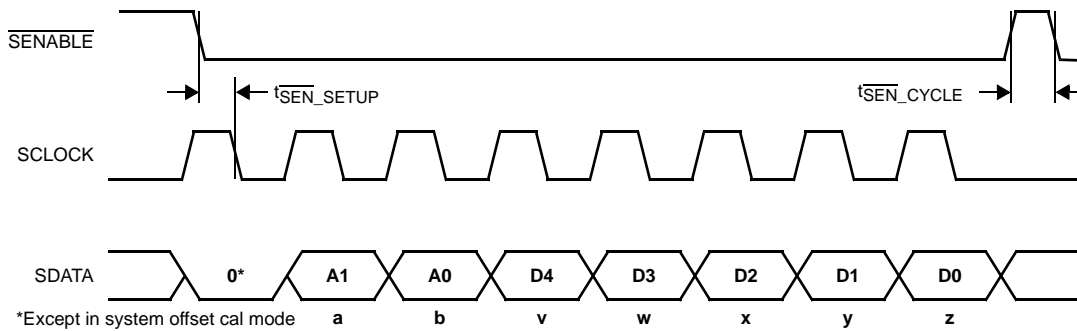 SENABLE
tSEN_SETUP
tSEN_CYCLE
SCLOCK
SDATA 0* A1 A0 D4 D3 D2 D1 D0
*Except in system offset cal mode a b v w x y z